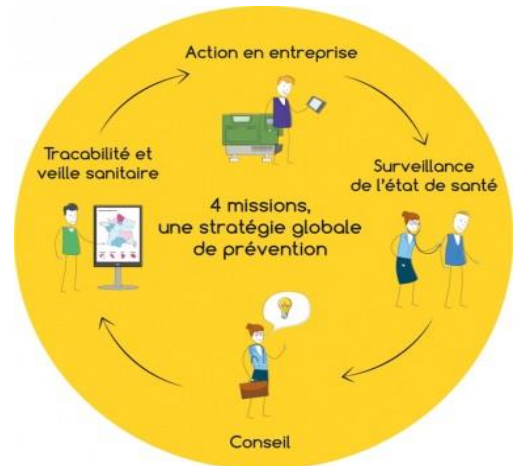 Action en entreprise
Tracabilité et
veille sanitaire
Surveillance
de l'état de santé
4 missions,
une stratégie globale
de prévention
Conseil